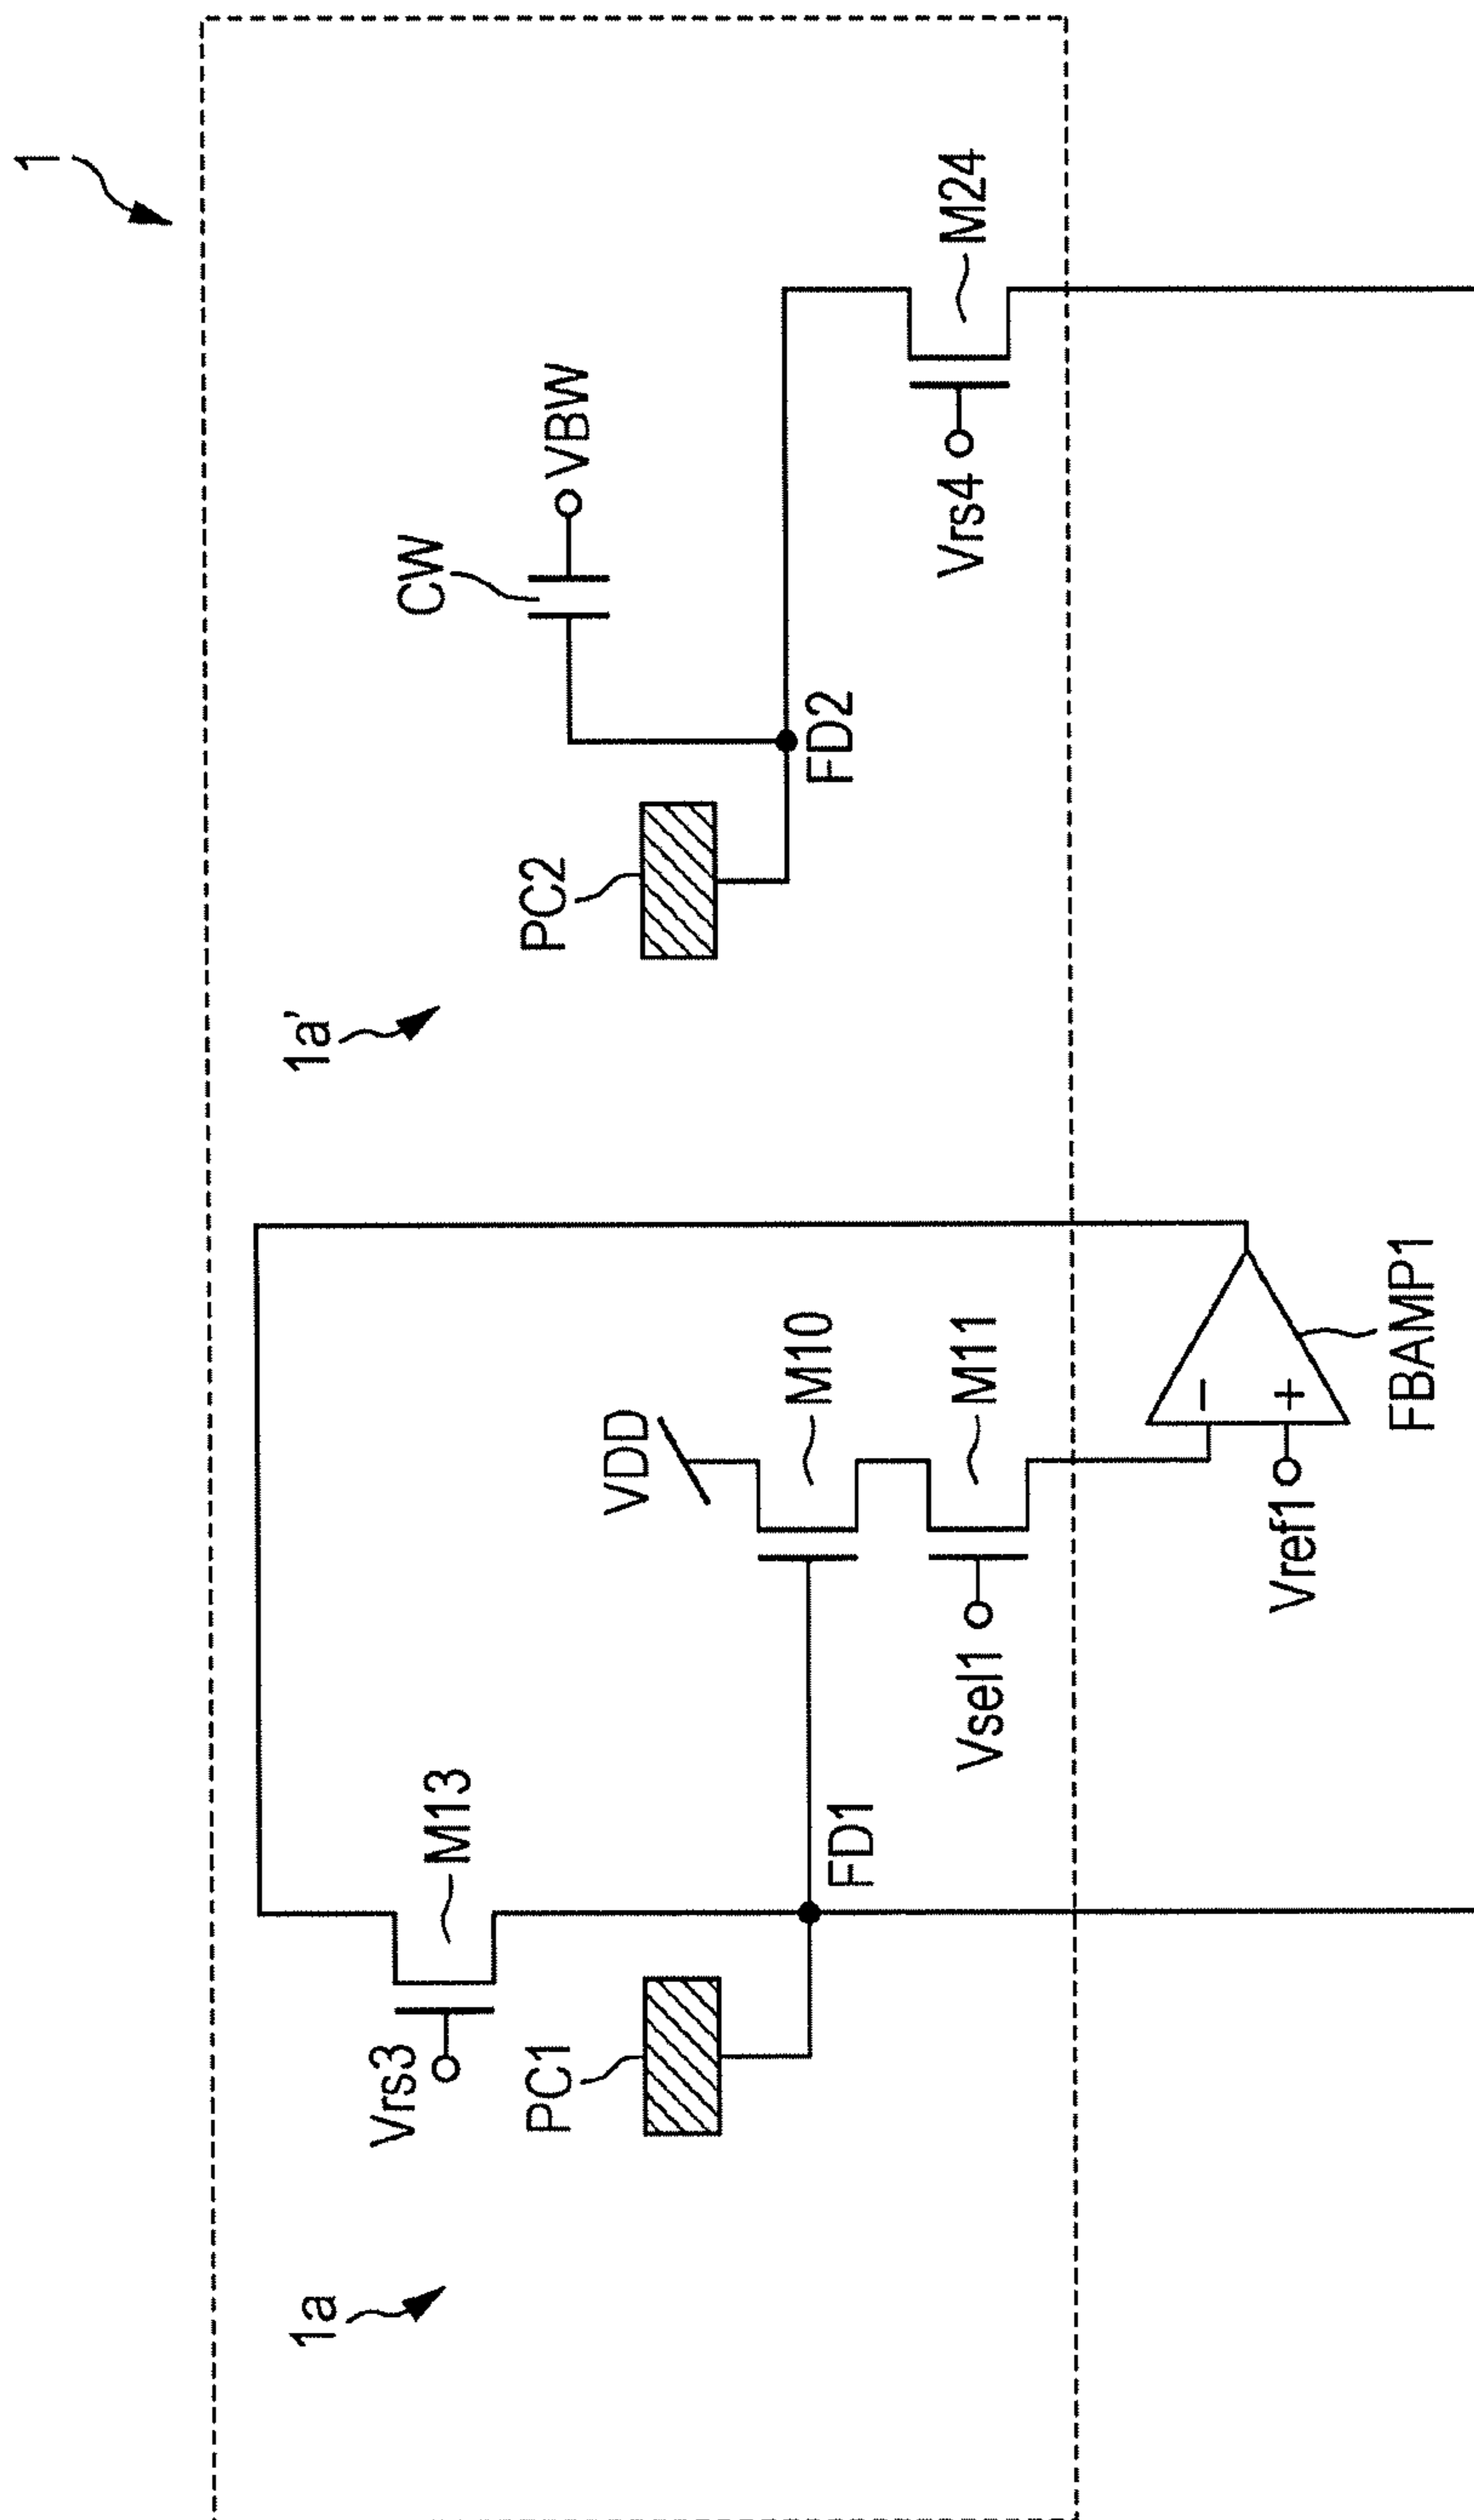 1
1a
1a'
Vrs3
M13
PC1
FD1
VDD
M10
M11
Vsel1
Vref1
−
+
FBAMP1
PC2
CW
VBW
FD2
Vrs4
M24